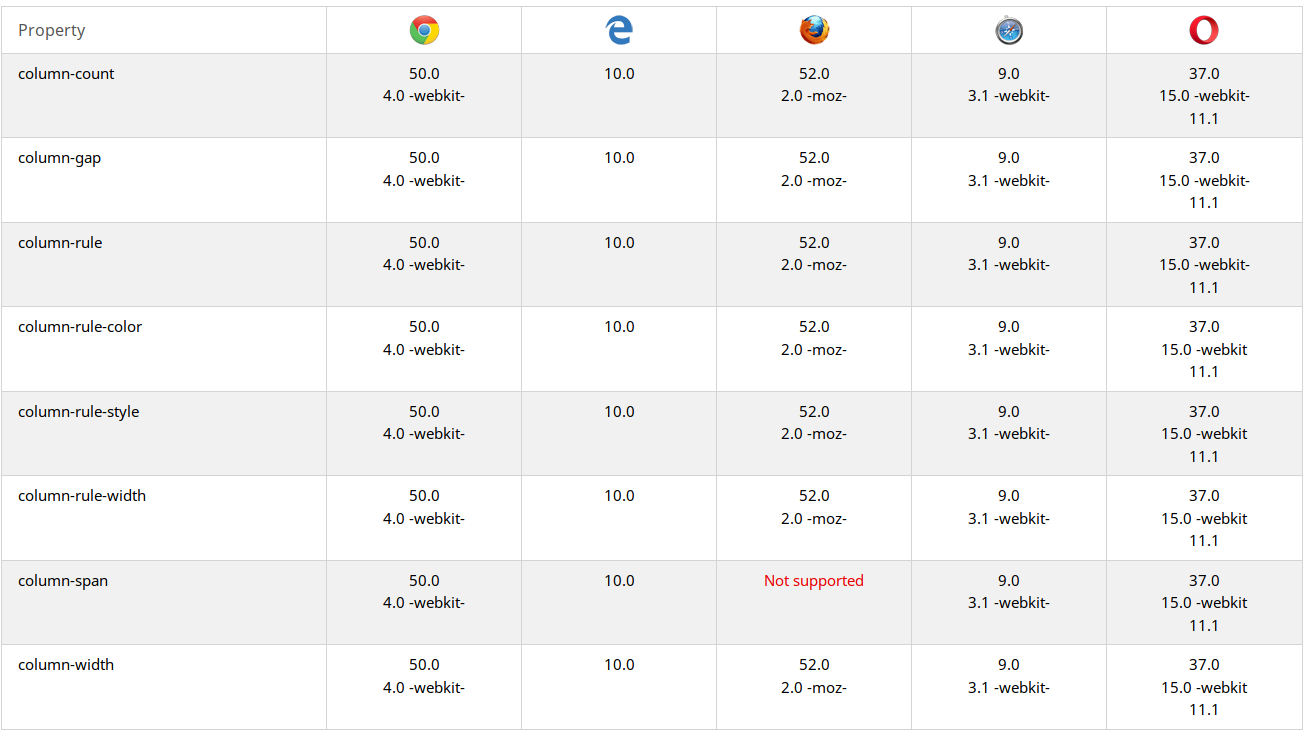 Property
column-count 50.0 10.0 52.0 9.0 37.0
4.0 -webkit- 2.0 -moz- 3.1 -webkit- 15.0 -webkit-
11.1
column-gap 50.0 10.0 52.0 9.0 37.0
4.0 -webkit- 2.0 -moz- 3.1 -webkit- 15.0 -webkit-
11.1
column-rule 50.0 10.0 52.0 9.0 37.0
4.0 -webkit- 2.0 -moz- 3.1 -webkit- 15.0 -webkit-
11.1
column-rule-color 50.0 10.0 52.0 9.0 37.0
4.0 -webkit- 2.0 -moz- 3.1 -webkit- 15.0 -webkit
11.1
column-rule-style 50.0 10.0 52.0 9.0 37.0
4.0 -webkit- 2.0 -moz- 3.1 -webkit- 15.0 -webkit
11.1
column-rule-width 50.0 10.0 52.0 9.0 37.0
4.0 -webkit- 2.0 -moz- 3.1 -webkit- 15.0 -webkit
11.1
column-span 50.0 10.0 Not supported 9.0 37.0
4.0 -webkit- 3.1 -webkit- 15.0 -webkit
11.1
column-width 50.0 10.0 52.0 9.0 37.0
4.0 -webkit- 2.0 -moz- 3.1 -webkit- 15.0 -webkit
11.1